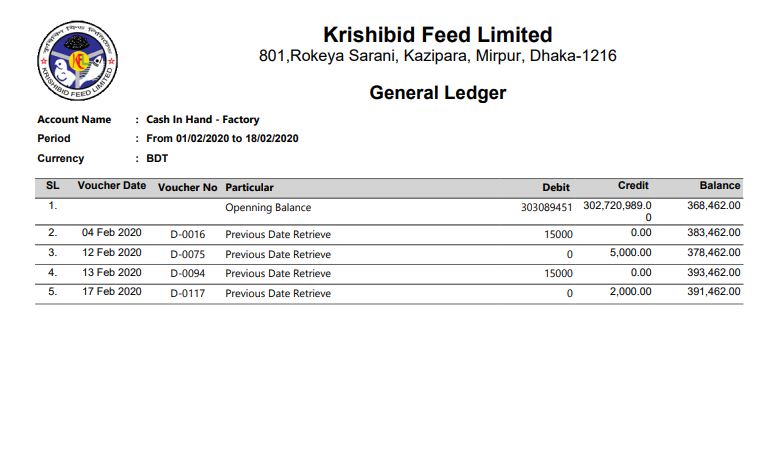 Krishibid Feed Limited
801,Rokeya Sarani, Kazipara, Mirpur, Dhaka-1216
General Ledger
KRISHIBID FEED LIMITED
Account Name : Cash In Hand - Factory
Period : From 01/02/2020 to 18/02/2020
Currency : BDT
SL Voucher Date Voucher No Particular Debit Credit Balance
1. Openning Balance 303089451 302,720,989.0 368,462.00
0
2. 04 Feb 2020 D-0016 Previous Date Retrieve 15000 0.00 383,462.00
3. 12 Feb 2020 D-0075 Previous Date Retrieve 0 5,000.00 378,462.00
4. 13 Feb 2020 D-0094 Previous Date Retrieve 15000 0.00 393,462.00
5. 17 Feb 2020 D-0117 Previous Date Retrieve 0 2,000.00 391,462.00